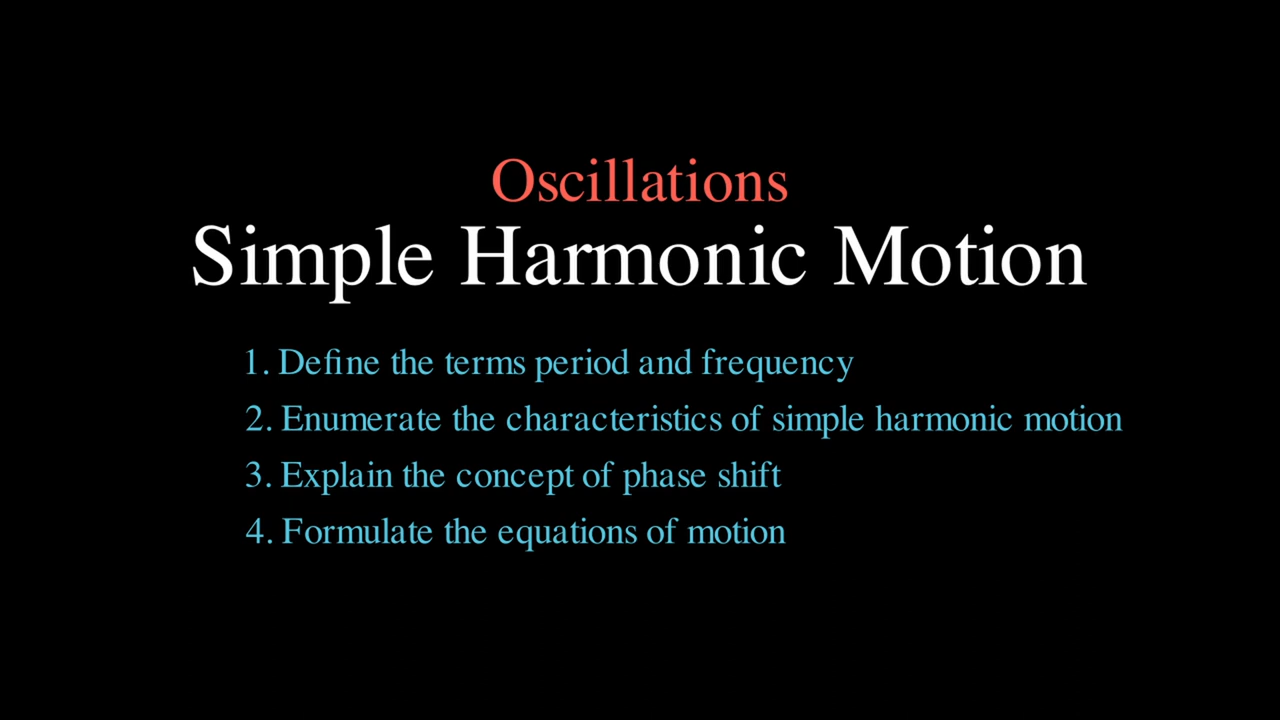 Oscillations
Simple Harmonic Motion
1. Define the terms period and frequency
2. Enumerate the characteristics of simple harmonic motion
3. Explain the concept of phase shift
4. Formulate the equations of motion